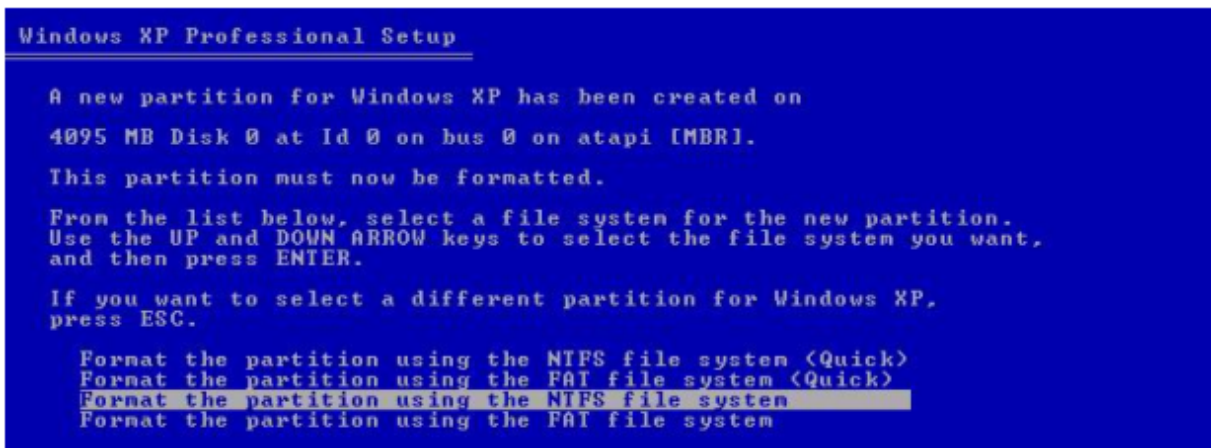 Windows XP Professional Setup
A new partition for Windows XP has been created on
4095 MB Disk 0 at Id 0 on bus 0 on atapi [MBR].
This partition must now be formatted.
From the list below, select a file system for the new partition.
Use the UP and DOWN ARROW keys to select the file system you want,
and then press ENTER.
If you want to select a different partition for Windows XP,
press ESC.
Format the partition using the NTFS file system (Quick)
Format the partition using the FAT file system (Quick)
Format the partition using the NTFS file system
Format the partition using the FAT file system